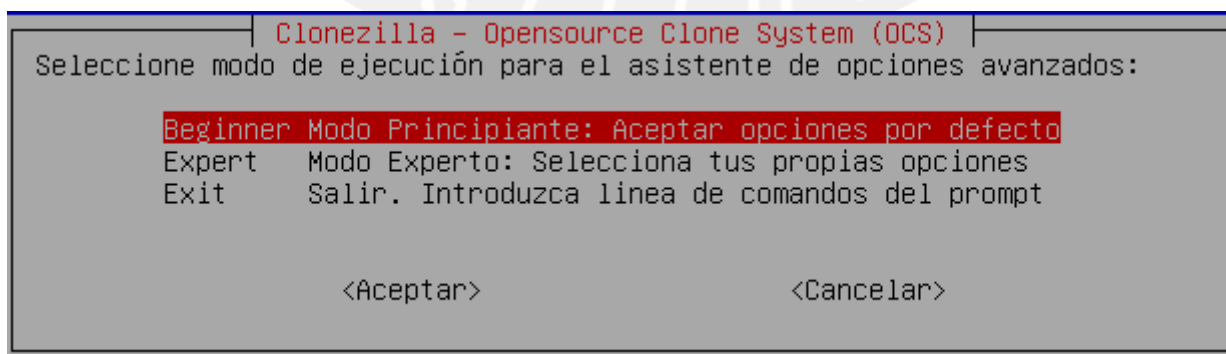 Clonezilla – Opensource Clone System (OCS)
Seleccione modo de ejecución para el asistente de opciones avanzados:
Beginner Modo Principiante: Aceptar opciones por defecto
Expert Modo Experto: Selecciona tus propias opciones
Exit Salir. Introduzca linea de comandos del prompt
<Aceptar> <Cancelar>